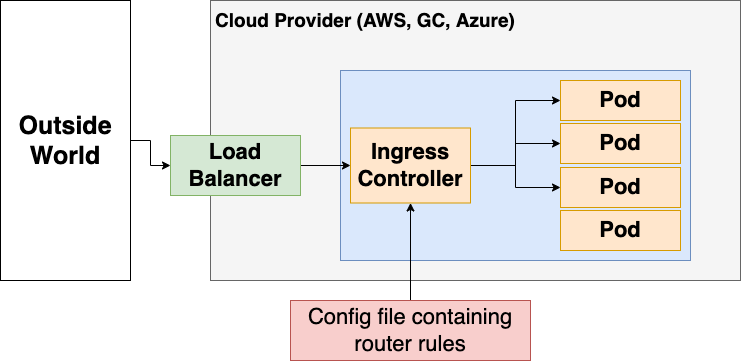 Cloud Provider (AWS, GC, Azure)
Outside
World
Load
Balancer
Ingress
Controller
Pod
Pod
Pod
Pod
Config file containing
router rules